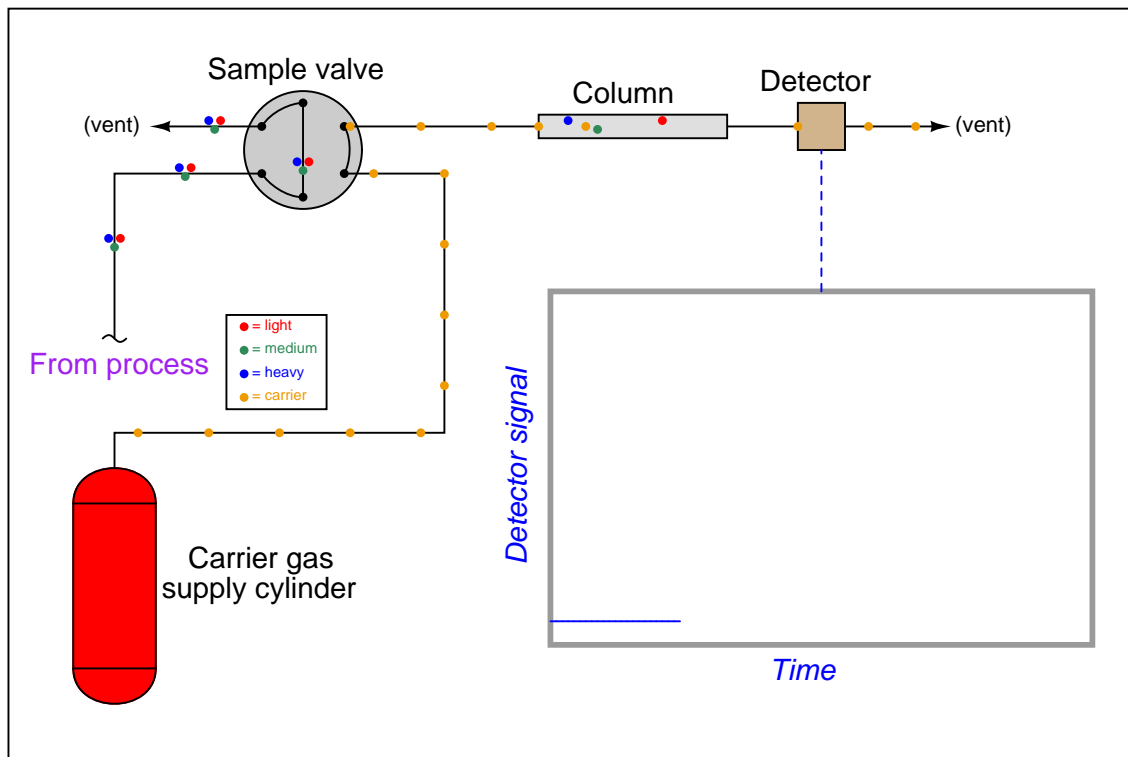 Sample valve
Column
Detector
(vent)
(vent)
= light
= medium
= heavy
= carrier
From process
Detector signal
Carrier gas
supply cylinder
Time